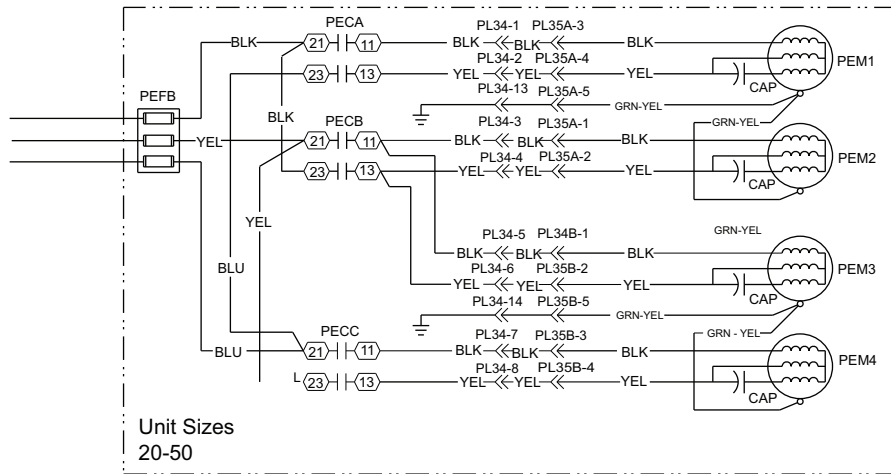 PECA
BLK 21 11 BLK PL34-1 BLK PL35A-3 BLK
PEM1
23 13 YEL PL34-2 YEL PL35A-4 YEL CAP
PL34-13 PL35A-5 GRN-YEL
PEFB
BLK
GRN-YEL
PECB
YEL 21 11 BLK PL34-3 BLK PL35A-1 BLK
PEM2
23 13 YEL PL34-4 YEL PL35A-2 YEL CAP
YEL
GRN-YEL
BLK PL34-5 BLK PL34B-1 BLK
BLU
PEM3
YEL PL34-6 YEL PL35B-2 YEL CAP
PL34-14 PL35B-5 GRN-YEL
GRN - YEL
PECC
BLU 21 11 BLK PL34-7 BLK PL35B-3 BLK
PEM4
L 23 13 YEL PL34-8 YEL PL35B-4 YEL CAP
Unit Sizes
20-50